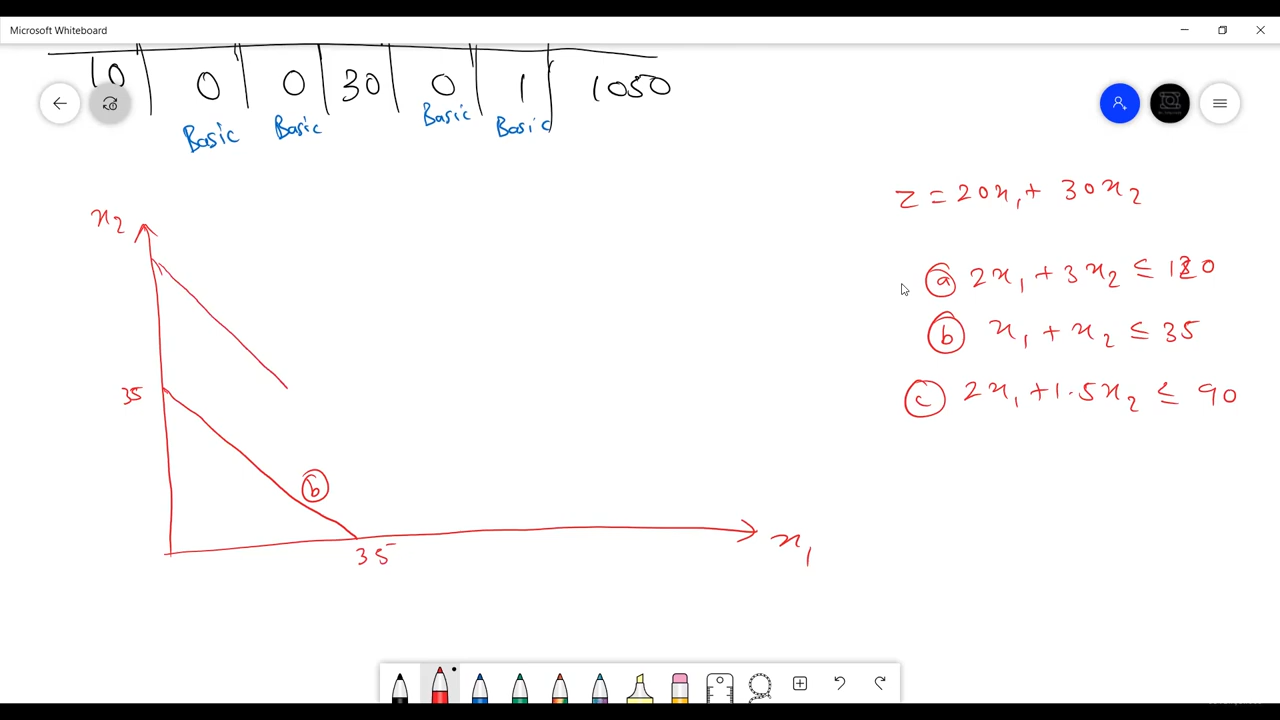 Microsoft Whiteboard
10 0 0 30 0 1 1050
Basic Basic Basic Basic
x₂
35
b
35
x₁
z = 20x₁ + 30x₂
a 2x₁ + 3x₂ ≤ 120
b x₁ + x₂ ≤ 35
c 2x₁ + 1.5x₂ ≤ 90